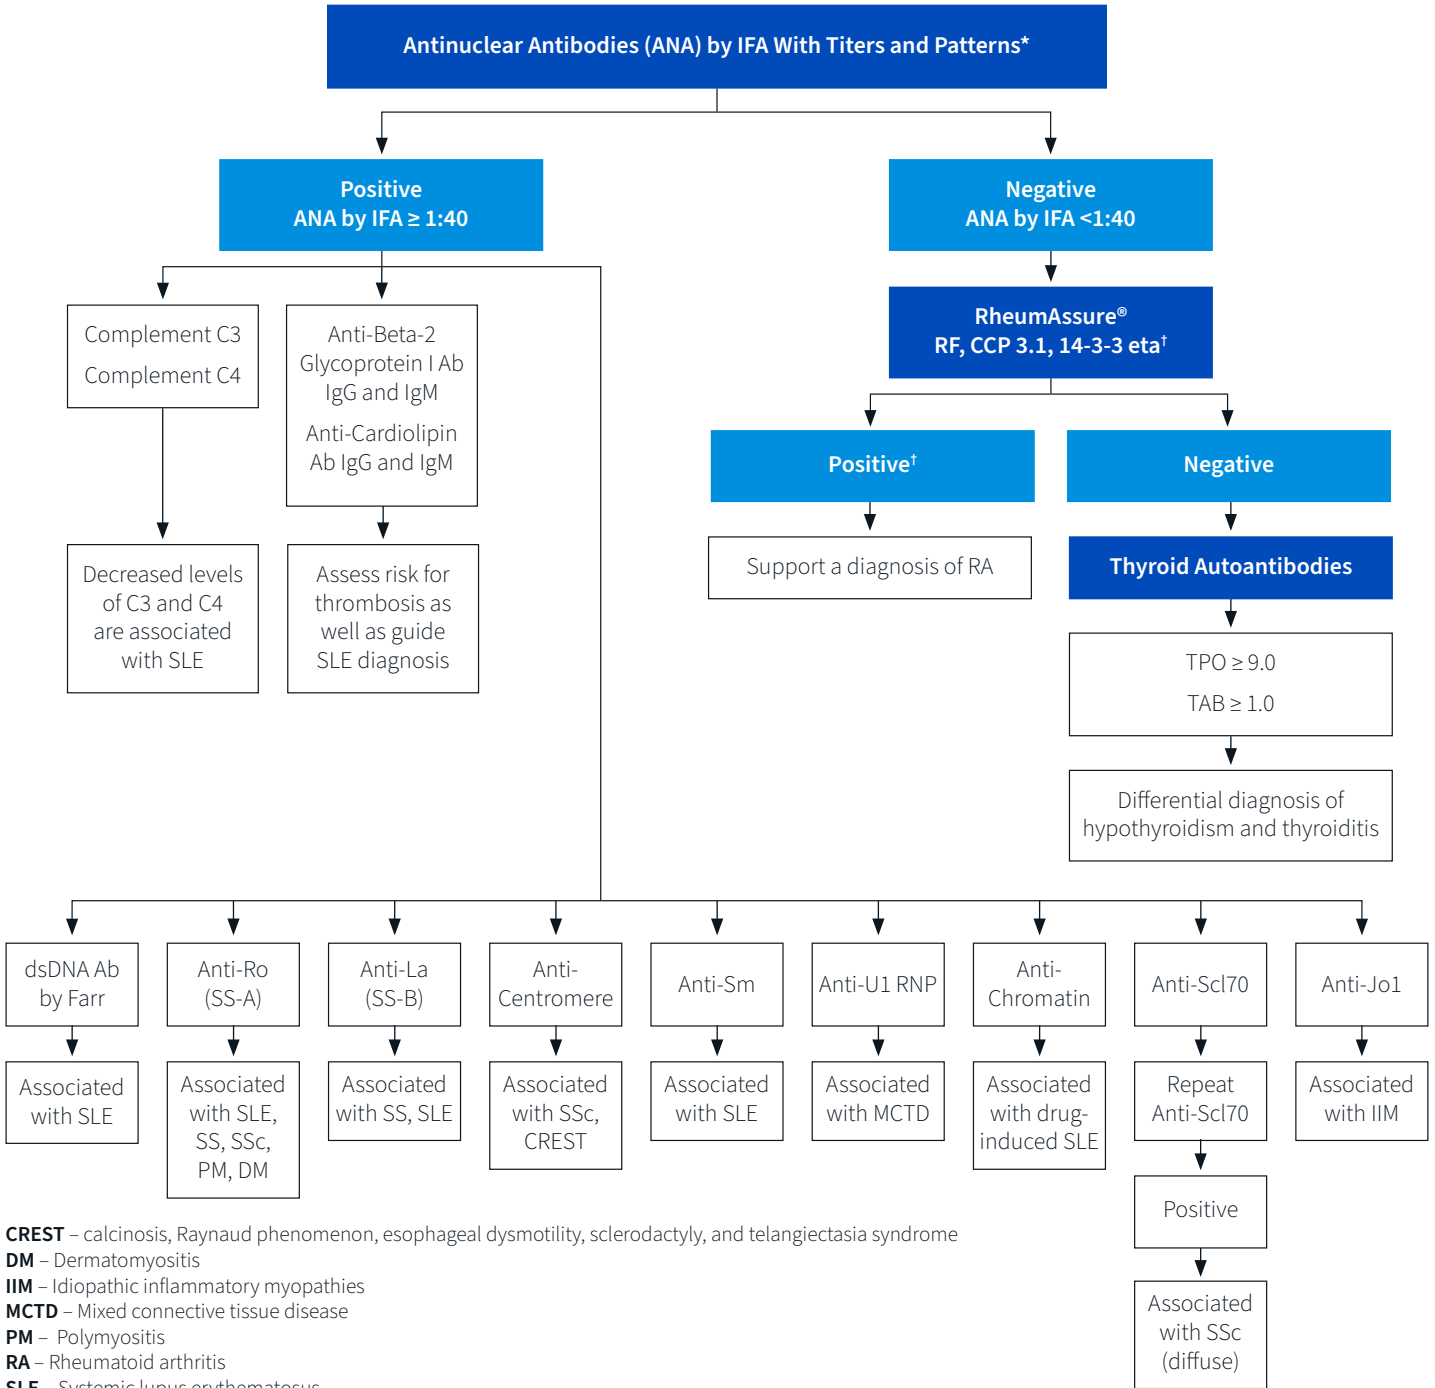 Antinuclear Antibodies (ANA) by IFA With Titers and Patterns*
Positive
ANA by IFA ≥ 1:40
Negative
ANA by IFA <1:40
RheumAssure®
RF, CCP 3.1, 14-3-3 eta†
Complement C3
Complement C4
Anti-Beta-2
Glycoprotein I Ab
IgG and IgM
Anti-Cardiolipin
Ab IgG and IgM
Positive†
Negative
Decreased levels
of C3 and C4
are associated
with SLE
Assess risk for
thrombosis as
well as guide
SLE diagnosis
Support a diagnosis of RA
Thyroid Autoantibodies
TPO ≥ 9.0
TAB ≥ 1.0
Differential diagnosis of
hypothyroidism and thyroiditis
dsDNA Ab
by Farr
Anti-Ro
(SS-A)
Anti-La
(SS-B)
Anti-
Centromere
Anti-Sm
Anti-U1 RNP
Anti-
Chromatin
Anti-Scl70
Anti-Jo1
Associated
with SLE
Associated
with SLE,
SS, SSc,
PM, DM
Associated
with SS, SLE
Associated
with SSc,
CREST
Associated
with SLE
Associated
with MCTD
Associated
with drug-
induced SLE
Repeat
Anti-Scl70
Associated
with IIM
Positive
Associated
with SSc
(diffuse)
CREST – calcinosis, Raynaud phenomenon, esophageal dysmotility, sclerodactyly, and telangiectasia syndrome
DM – Dermatomyositis
IIM – Idiopathic inflammatory myopathies
MCTD – Mixed connective tissue disease
PM – Polymyositis
RA – Rheumatoid arthritis
SLE – Systemic lupus erythematosus